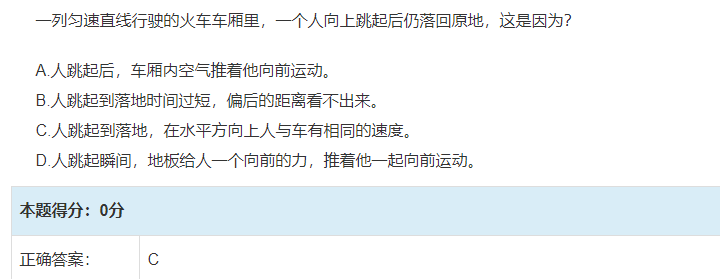 一列匀速直线行驶的火车车厢里，一个人向上跳起后仍落回原地，这是因为?
A.人跳起后，车厢内空气推着他向前运动。
B.人跳起到落地时间过短，偏后的距离看不出来。
C.人跳起到落地，在水平方向上人与车有相同的速度。
D.人跳起瞬间，地板给人一个向前的力，推着他一起向前运动。
本题得分：0分
正确答案： C